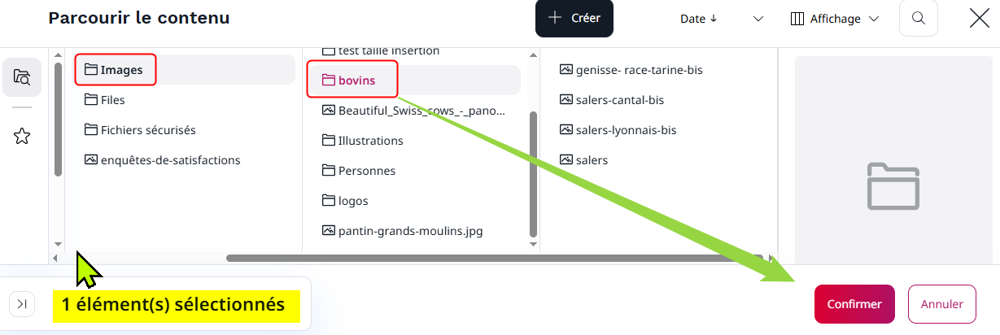 Parcourir le contenu
Créer
Date ↓
Affichage
Images
Files
Fichiers sécurisés
enquêtes-de-satisfactions
test taille insertion
bovins
Beautiful_Swiss_cows_-_pano...
Illustrations
Personnes
logos
pantin-grands-moulins.jpg
genisse- race-tarine-bis
salers-cantal-bis
salers-lyonnais-bis
salers
1 élément(s) sélectionnés
Confirmer
Annuler